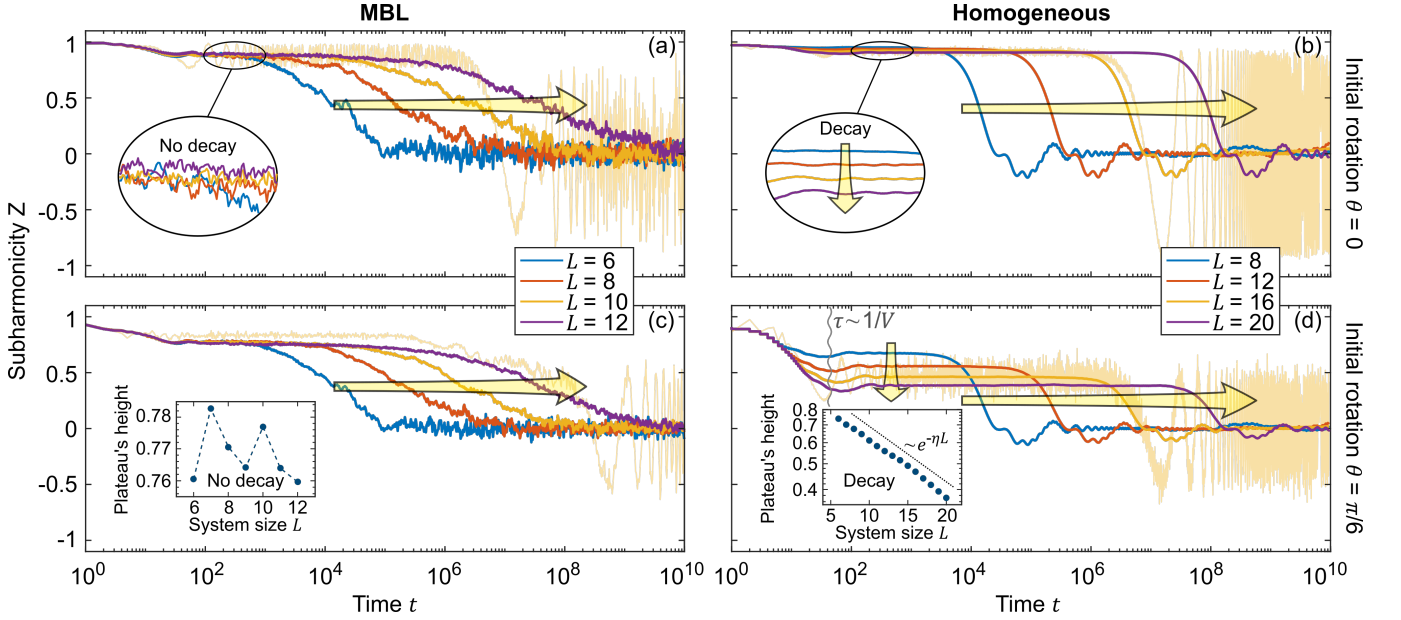 MBL
Homogeneous
Subharmonicity Z
1
0.5
0
-0.5
-1
(a)
No decay
(b)
Decay
Initial rotation θ = 0
L = 6
L = 8
L = 10
L = 12
L = 8
L = 12
L = 16
L = 20
1
0.5
0
-0.5
-1
(c)
Plateau's height
0.78
0.77
0.76
No decay
6 8 10 12
System size L
(d)
τ~1/V
Plateau's height
0.8
0.7
0.6
0.5
0.4
~e^-ηL
Decay
5 10 15 20
System size L
Initial rotation θ = π/6
10^0 10^2 10^4 10^6 10^8 10^10
Time t
10^0 10^2 10^4 10^6 10^8 10^10
Time t